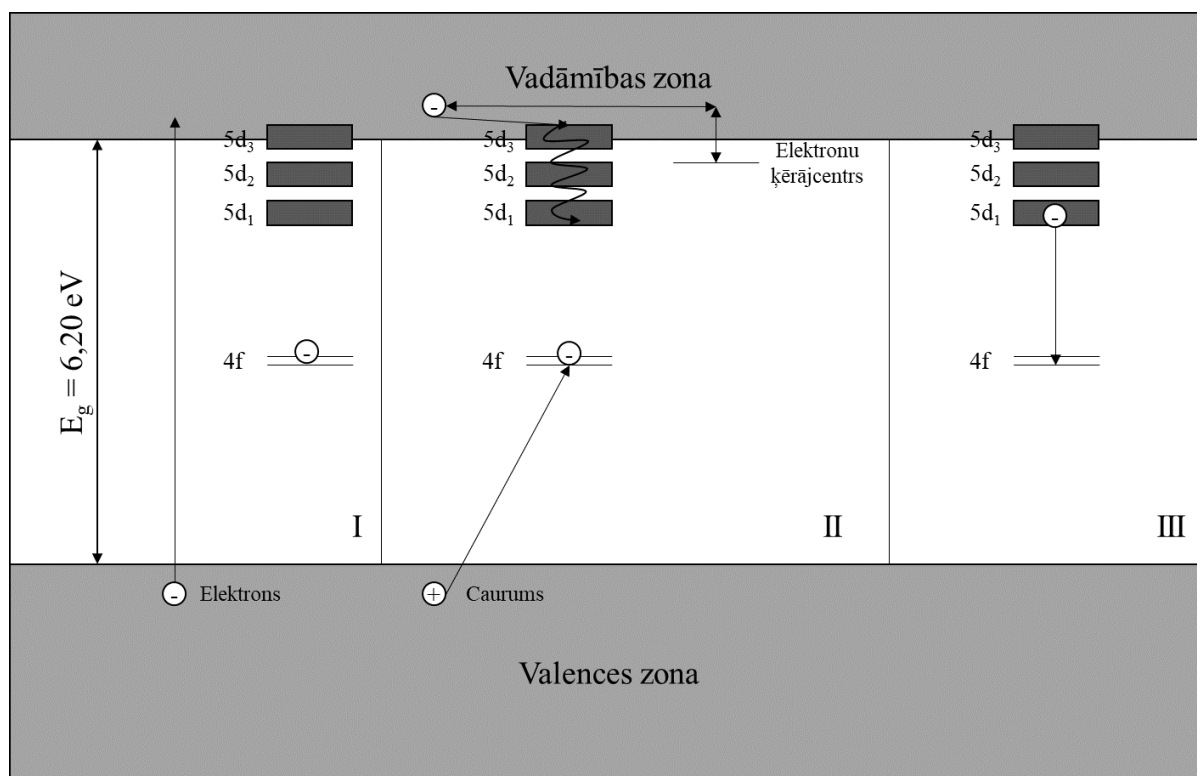 Vadāmības zona
5d3
5d2
5d1
4f
Eg = 6,20 eV
I
Elektrons
-
-
-
5d3
5d2
5d1
4f
-
Elektronu
ķērājcentrs
II
+
Caurums
5d3
5d2
5d1
-
4f
III
Valences zona